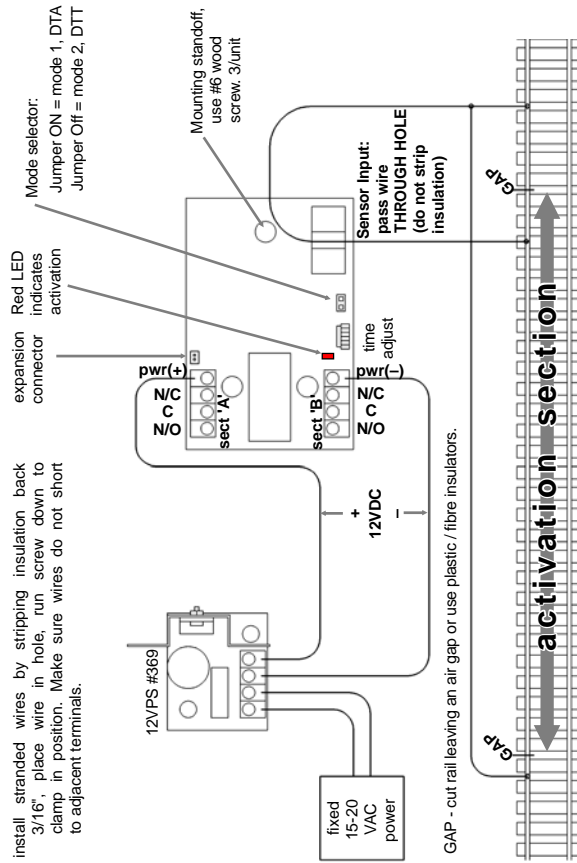 install stranded wires by stripping insulation back
3/16", place wire in hole, run screw down to
clamp in position. Make sure wires do not short
to adjacent terminals.
expansion
connector
Red LED
indicates
activation
Mode selector:
Jumper ON = mode 1, DTA
Jumper Off = mode 2, DTT
Mounting standoff,
use #6 wood
screw. 3/unit
12VPS #369
pwr(+)
N/C
C
N/O
sect 'A'
sect 'B'
pwr(–)
N/C
C
N/O
time
adjust
Sensor Input:
pass wire
THROUGH HOLE
(do not strip
insulation)
+
12VDC
–
fixed
15-20
VAC
power
GAP - cut rail leaving an air gap or use plastic / fibre insulators.
GAP
GAP
activation section